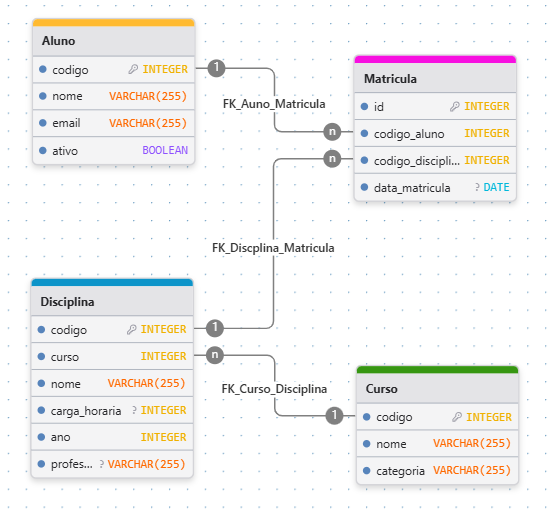 Aluno
codigo INTEGER
nome VARCHAR(255)
email VARCHAR(255)
ativo BOOLEAN
1
FK_Auno_Matricula
n
Matricula
id INTEGER
codigo_aluno INTEGER
codigo_discipli... INTEGER
data_matricula ? DATE
n
FK_Discplina_Matricula
Disciplina
codigo INTEGER
curso INTEGER
nome VARCHAR(255)
carga_horaria ? INTEGER
ano INTEGER
profes... ? VARCHAR(255)
1
n
FK_Curso_Disciplina
1
Curso
codigo INTEGER
nome VARCHAR(255)
categoria VARCHAR(255)